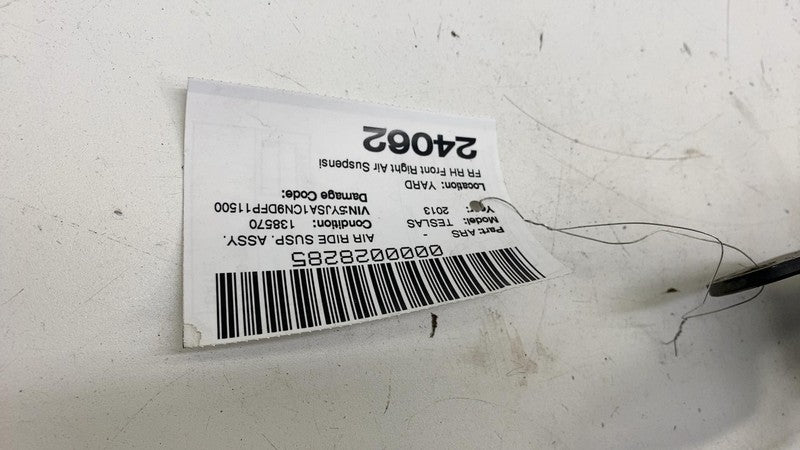 0000028285
Part: ARS - AIR RIDE SUSP. ASSY.
Model: TESLAS Condition: 138570
Year: 2013 VIN:5YJSA1CN9DFP11500
Damage Code:
Location: YARD
FR RH Front Right Air Suspensi
24062